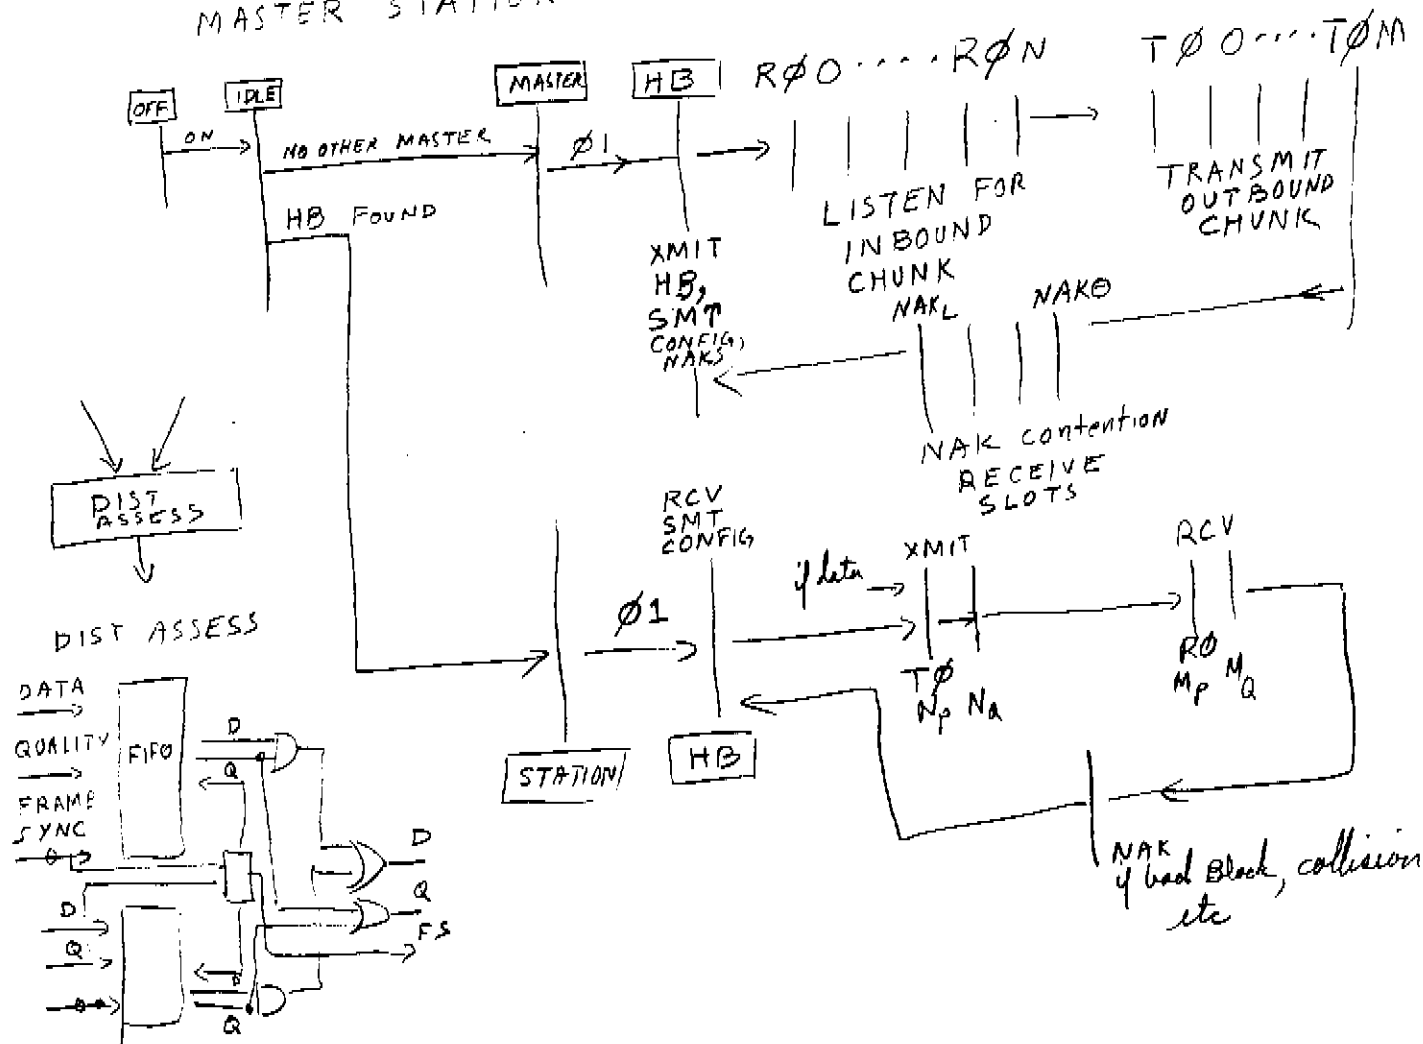 MASTER STATION
OFF
ON
IDLE
NO OTHER MASTER
HB FOUND
MASTER
Ø1
HB
XMIT
HB,
SMT
CONFIG,
NAKS
RØO ···· RØN
LISTEN FOR
INBOUND
CHUNK
TØO ···· TØM
TRANSMIT
OUTBOUND
CHUNK
NAKL
NAKØ
NAK contention
RECEIVE
SLOTS
DIST
ASSESS
RCV
SMT
CONFIG
HB
STATION
Ø1
if data
XMIT
TØ
Np NQ
RCV
RØ
Mp MQ
NAK
if bad Block, collision
etc
DIST ASSESS
DATA
QUALITY
FRAME
SYNC
FIFO
D
Q
D
Q
FS
D
Q
D
Q